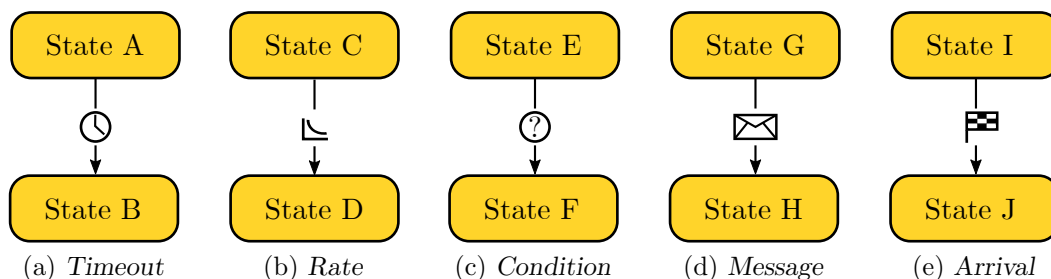 State A State C State E State G State I
?
State B State D State F State H State J
(a) Timeout (b) Rate (c) Condition (d) Message (e) Arrival